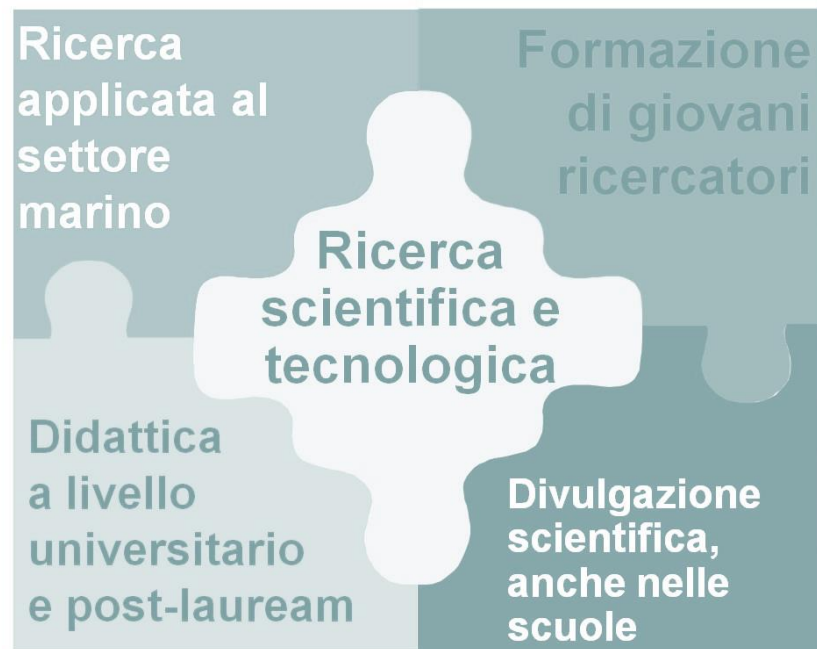 Ricerca
applicata al
settore
marino
Formazione
di giovani
ricercatori
Ricerca
scientifica e
tecnologica
Didattica
a livello
universitario
e post-lauream
Divulgazione
scientifica,
anche nelle
scuole